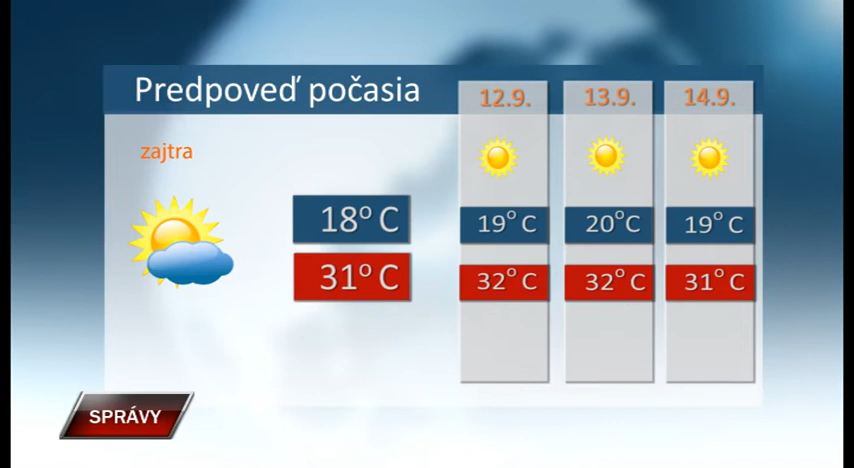 Predpoveď počasia
zajtra
18° C
31° C
12.9.
19° C
32° C
13.9.
20°C
32° C
14.9.
19° C
31° C
SPRÁVY